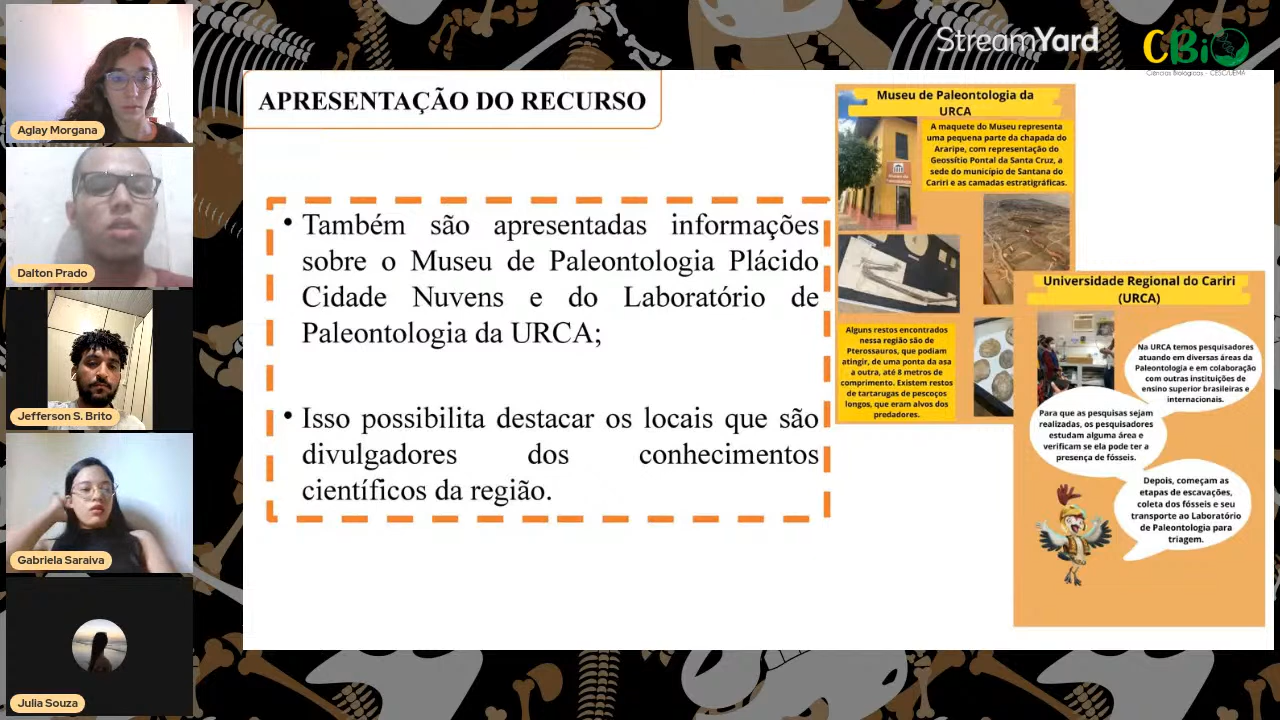 StreamYard
CBiO
Ciências Biológicas - CESC/UEMA
Aglay Morgana
Dalton Prado
Jefferson S. Brito
Gabriela Saraiva
Julia Souza
APRESENTAÇÃO DO RECURSO
• Também são apresentadas informações
sobre o Museu de Paleontologia Plácido
Cidade Nuvens e do Laboratório de
Paleontologia da URCA;
• Isso possibilita destacar os locais que são
divulgadores dos conhecimentos
científicos da região.
Museu de Paleontologia da
URCA
A maquete do Museu representa
uma pequena parte da chapada do
Araripe, com representação do
Geossítio Pontal da Santa Cruz, a
sede do município de Santana do
Cariri e as camadas estratigráficas.
Alguns restos encontrados
nessa região são de
Pterossauros, que podiam
atingir, de uma ponta da asa
a outra, até 8 metros de
comprimento. Existem restos
de tartarugas de pescoços
longos, que eram alvos dos
predadores.
Universidade Regional do Cariri
(URCA)
Na URCA temos pesquisadores
atuando em diversas áreas da
Paleontologia e em colaboração
com outras instituições de
ensino superior brasileiras e
internacionais.
Para que as pesquisas sejam
realizadas, os pesquisadores
estudam alguma área e
verificam se ela pode ter a
presença de fósseis.
Depois, começam as
etapas de escavações,
coleta dos fósseis e seu
transporte ao Laboratório
de Paleontologia para
triagem.